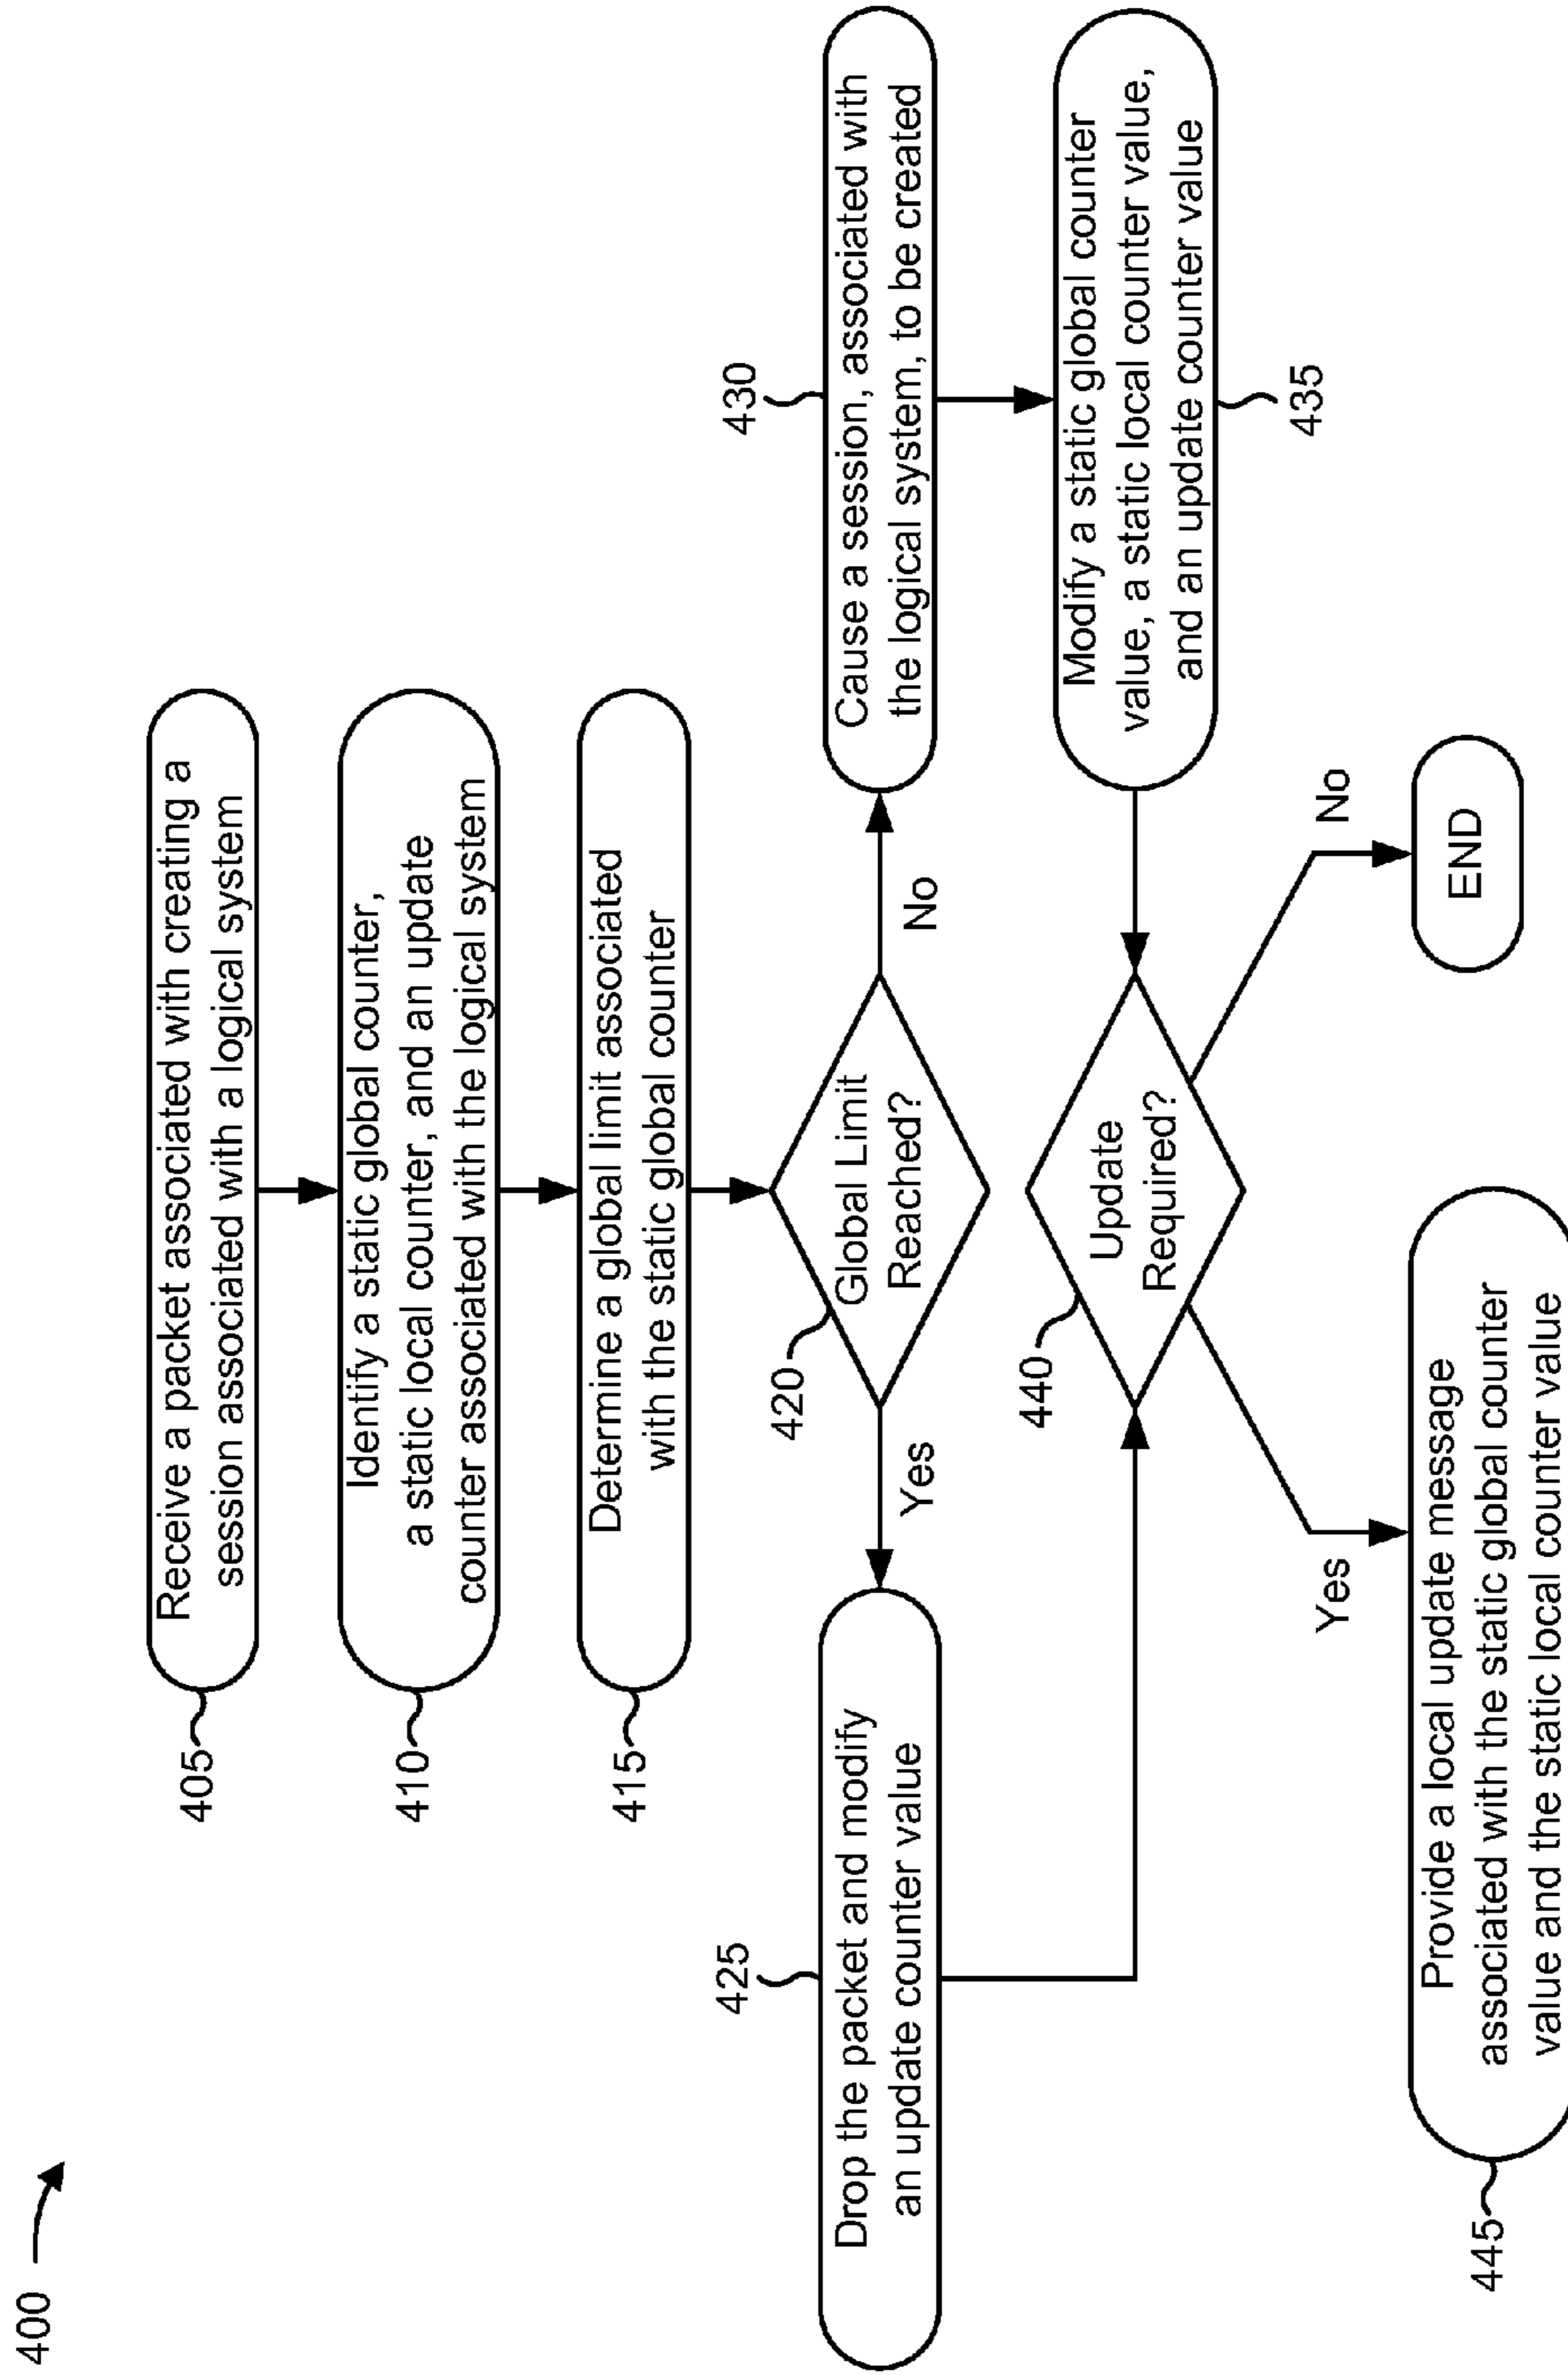 400
405
Receive a packet associated with creating a
session associated with a logical system
410
Identify a static global counter,
a static local counter, and an update
counter associated with the logical system
415
Determine a global limit associated
with the static global counter
420
Global Limit
Reached?
Yes
No
425
Drop the packet and modify
an update counter value
430
Cause a session, associated with
the logical system, to be created
435
Modify a static global counter
value, a static local counter value,
and an update counter value
440
Update
Required?
Yes
No
445
Provide a local update message
associated with the static global counter
value and the static local counter value
END